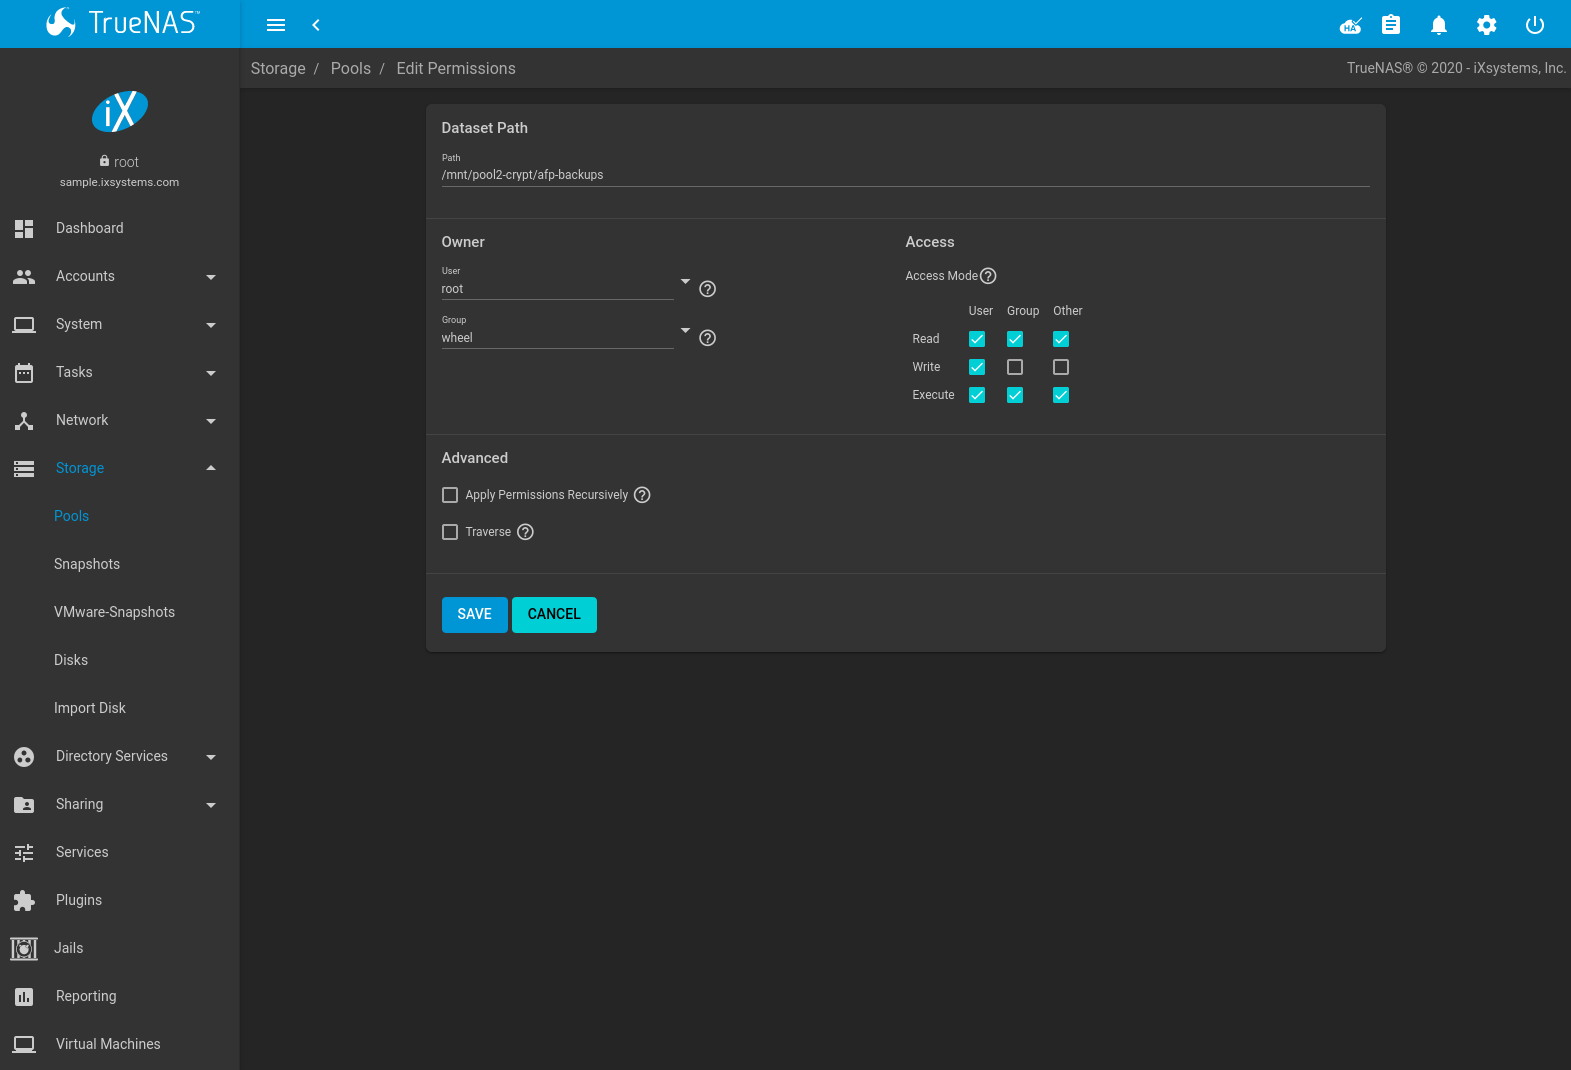 TrueNAS™
HA
Storage / Pools / Edit Permissions
TrueNAS® © 2020 - iXsystems, Inc.
iX
root
sample.ixsystems.com
Dashboard
Accounts
System
Tasks
Network
Storage
Pools
Snapshots
VMware-Snapshots
Disks
Import Disk
Directory Services
Sharing
Services
Plugins
Jails
Reporting
Virtual Machines
Dataset Path
Path
/mnt/pool2-crypt/afp-backups
Owner
User
root
Group
wheel
Access
Access Mode
User Group Other
Read
Write
Execute
Advanced
Apply Permissions Recursively
Traverse
SAVE CANCEL